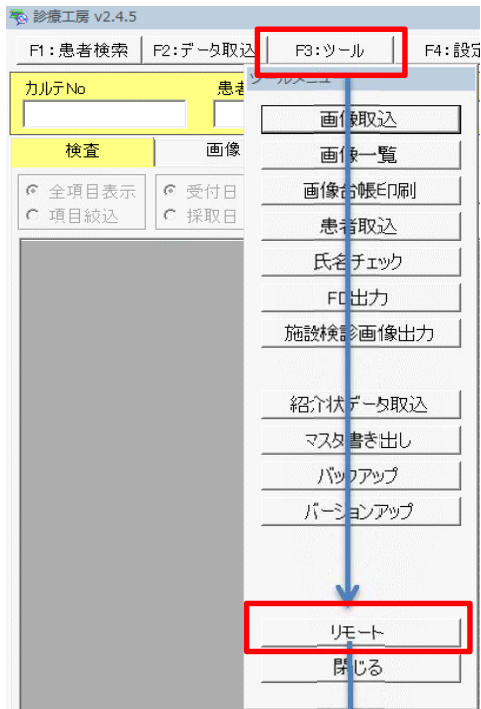 診療工房 v2.4.5
F1:患者検索 F2:データ取込 F3:ツール F4:設定
ツールメニュー
カルテNo 患者
検査 画像
全項目表示 受付日
項目絞込 採取日
画像取込
画像一覧
画像台帳印刷
患者取込
氏名チェック
FD出力
施設検診画像出力
紹介状データ取込
マスタ書き出し
バックアップ
バージョンアップ
リモート
閉じる